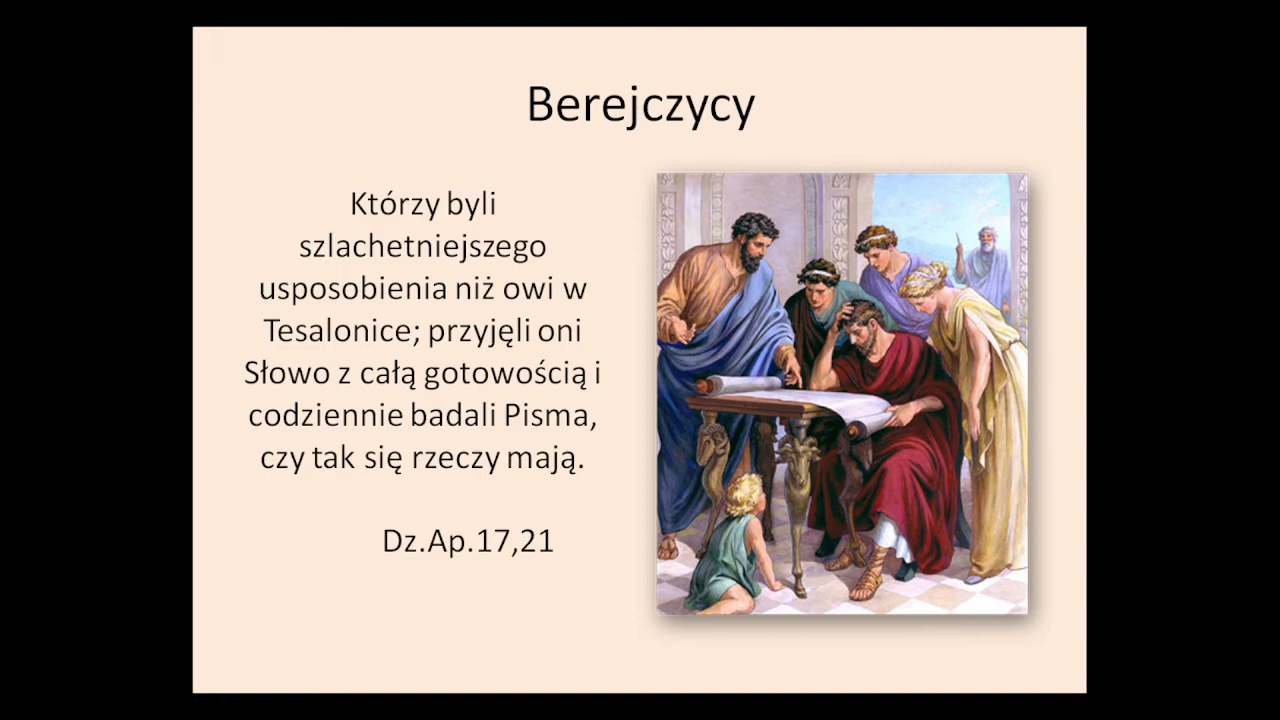 Berejczycy
Którzy byli
szlachetniejszego
usposobienia niż owi w
Tesalonice; przyjęli oni
Słowo z całą gotowością i
codziennie badali Pisma,
czy tak się rzeczy mają.
Dz.Ap.17,21